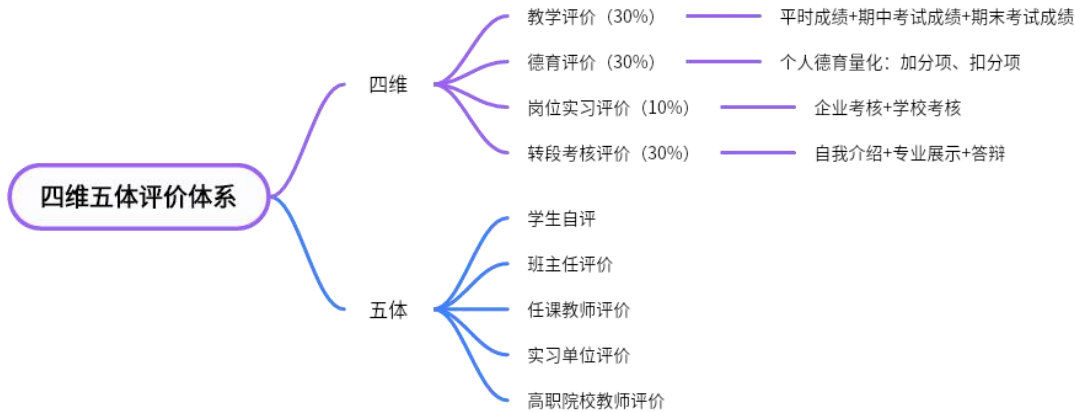 四维五体评价体系
四维
教学评价（30%）
平时成绩+期中考试成绩+期末考试成绩
德育评价（30%）
个人德育量化：加分项、扣分项
岗位实习评价（10%）
企业考核+学校考核
转段考核评价（30%）
自我介绍+专业展示+答辩
五体
学生自评
班主任评价
任课教师评价
实习单位评价
高职院校教师评价